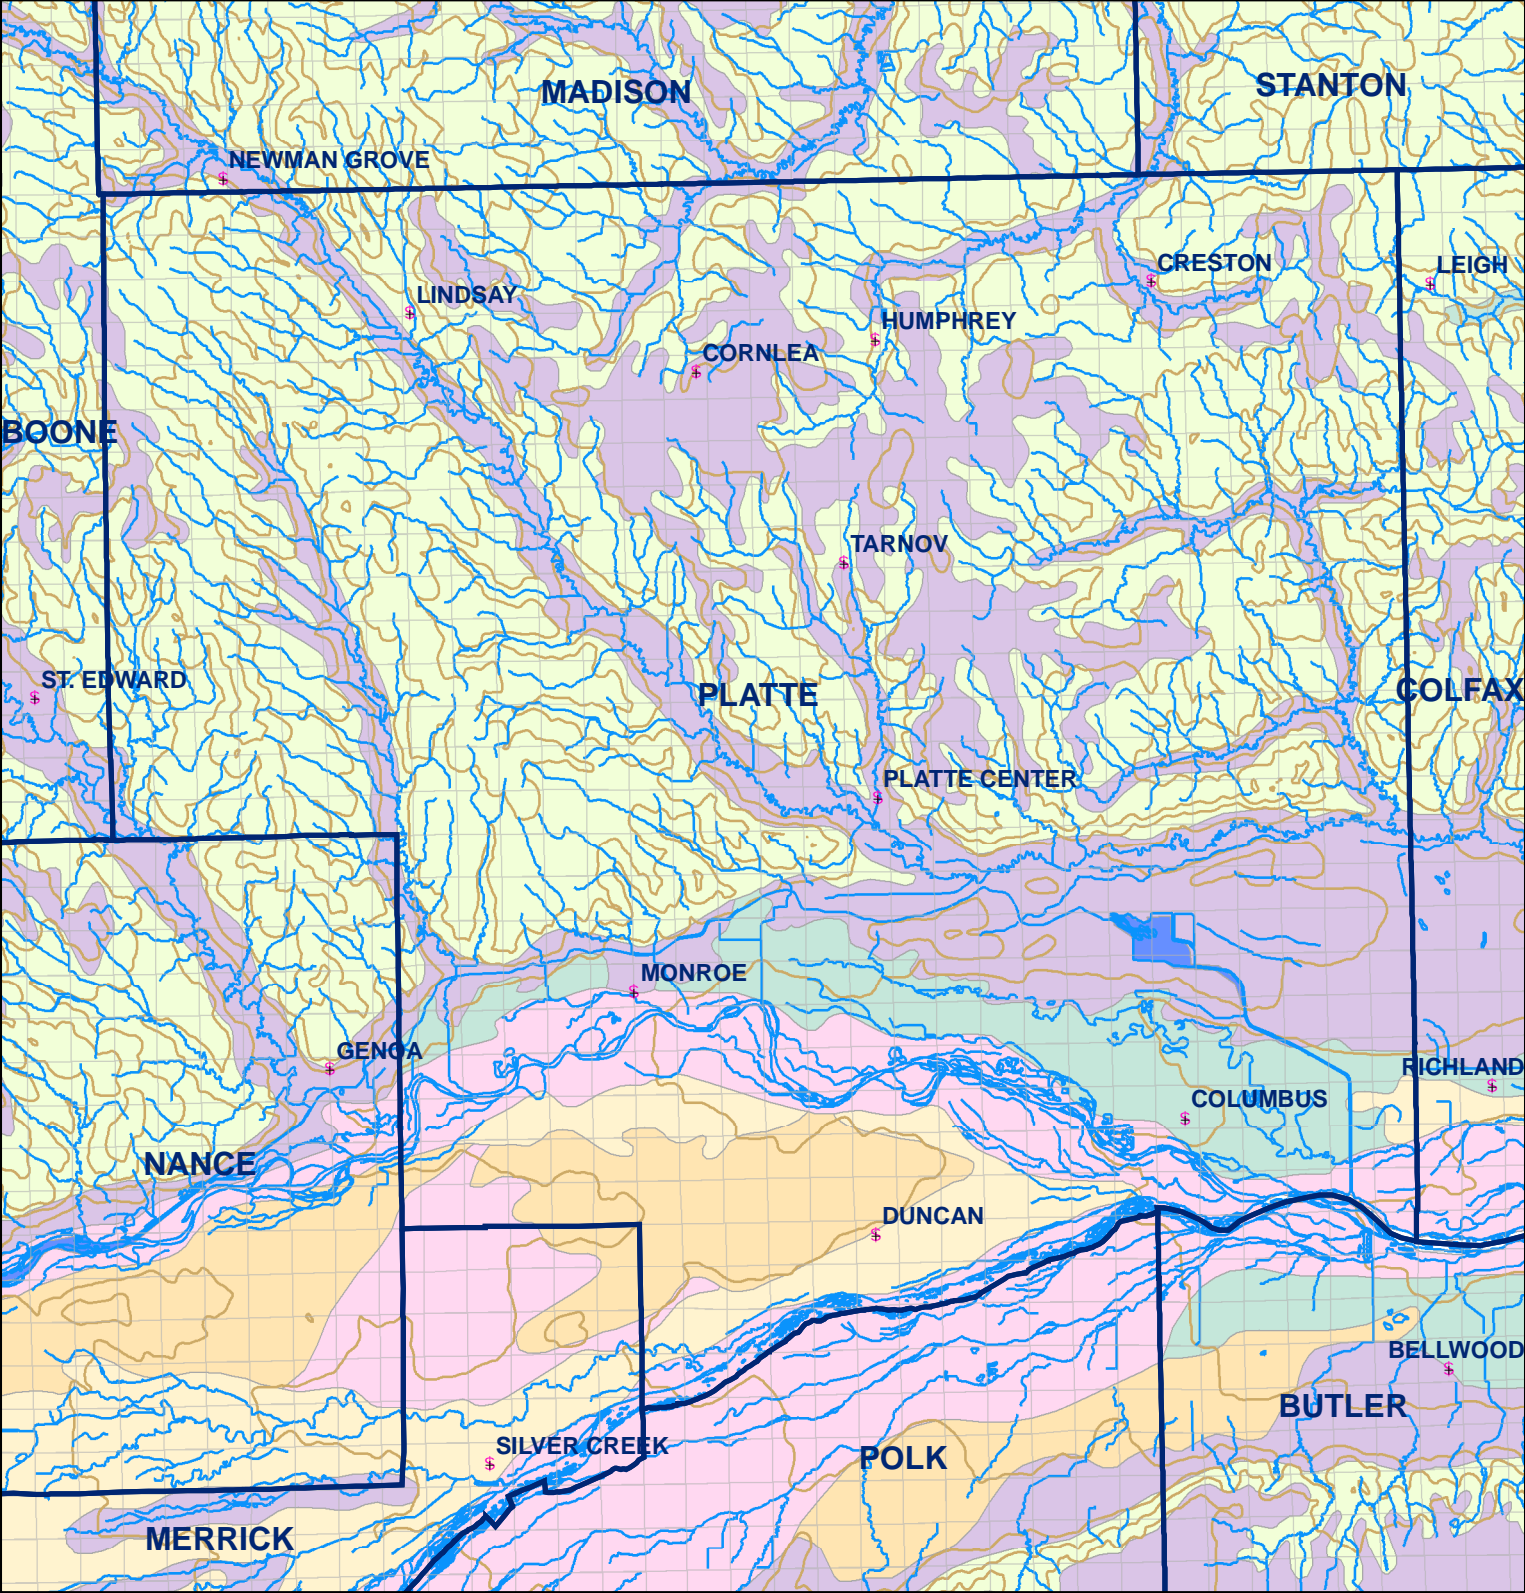 MADISON
STANTON
NEWMAN GROVE
CRESTON
LEIGH
LINDSAY
HUMPHREY
CORNLEA
BOONE
TARNOV
ST. EDWARD
PLATTE
COLFAX
PLATTE CENTER
MONROE
GENOA
RICHLAND
COLUMBUS
NANCE
DUNCAN
BELLWOOD
BUTLER
SILVER CREEK
POLK
MERRICK